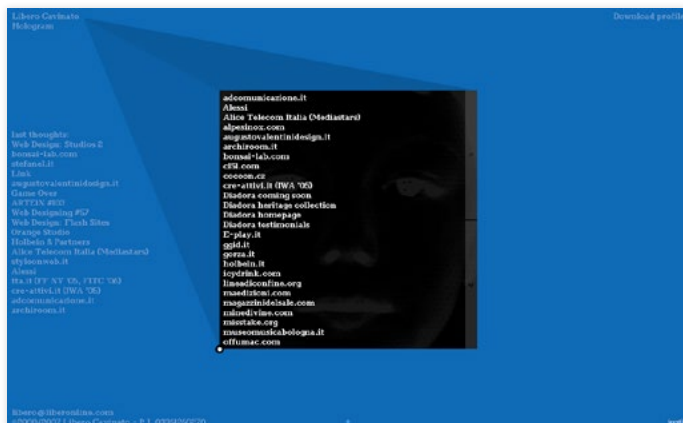 Libero Cavinato
Hologram
Download profile
last thoughts:
Web Design: Studios 2
bonsai-lab.com
stefanel.it
Link
augustovalentinidesign.it
Game Over
Web Designing #57
Web Design: Flash Sites
Orange Studio
Holbein & Partners
Alice Telecom Italia (Mediastars)
styleonweb.it
Alessi
cre-attivi.it (IWA '05)
adcomunicazione.it
archiroom.it
adcomunicazione.it
Alessi
Alice Telecom Italia (Mediastars)
alpesinox.com
augustovalentinidesign.it
archiroom.it
bonsai-lab.com
cocoon.cz
cre-attivi.it (IWA '05)
Diadora coming soon
Diadora heritage collection
Diadora homepage
Diadora testimonials
E-play.it
ggid.it
gorza.it
holbein.it
icydrink.com
lineadiconfine.org
maedizioni.com
magazzinidelsale.com
minedivine.com
misstake.org
museomusicabologna.it
offumac.com
libero@liberonline.com
Libero Cavinato